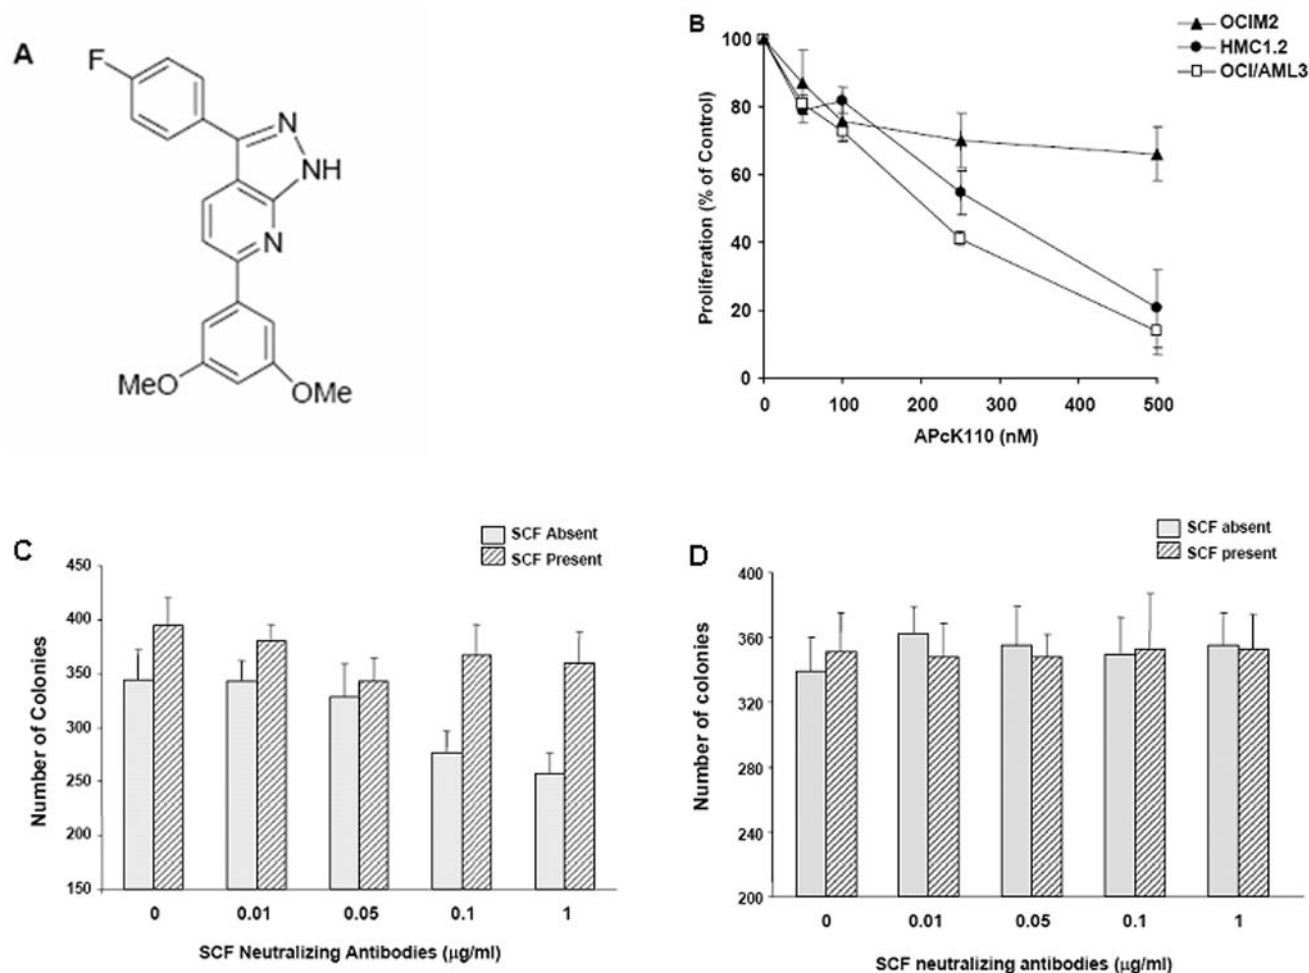 A
F
N
NH
N
MeO
OMe
B
OCIM2
HMC1.2
OCI/AML3
Proliferation (% of Control)
100
80
60
40
20
0
0 100 200 300 400 500
APcK110 (nM)
C
SCF Absent
SCF Present
Number of Colonies
450
400
350
300
250
200
150
0 0.01 0.05 0.1 1
SCF Neutralizing Antibodies (μg/ml)
D
SCF absent
SCF present
Number of colonies
400
360
320
280
240
200
0 0.01 0.05 0.1 1
SCF neutralizing antibodies (μg/ml)